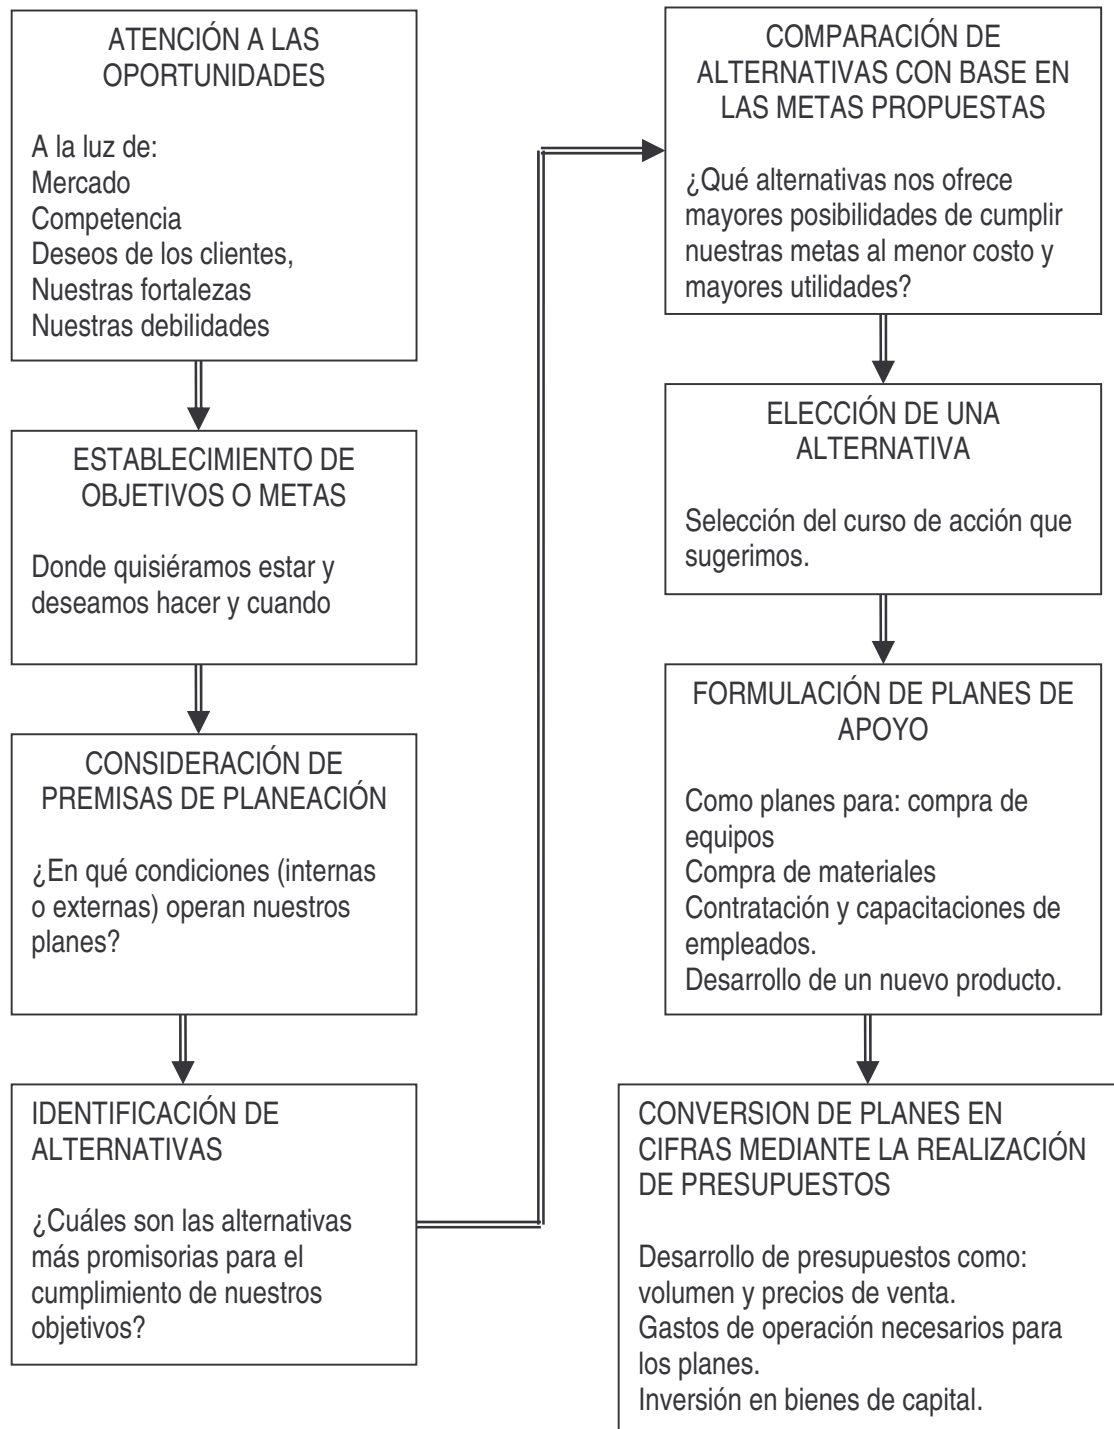 ATENCIÓN A LAS
OPORTUNIDADES
A la luz de:
Mercado
Competencia
Deseos de los clientes,
Nuestras fortalezas
Nuestras debilidades
ESTABLECIMIENTO DE
OBJETIVOS O METAS
Donde quisiéramos estar y
deseamos hacer y cuando
CONSIDERACIÓN DE
PREMISAS DE PLANEACIÓN
¿En qué condiciones (internas
o externas) operan nuestros
planes?
IDENTIFICACIÓN DE
ALTERNATIVAS
¿Cuáles son las alternativas
más promisorias para el
cumplimiento de nuestros
objetivos?
COMPARACIÓN DE
ALTERNATIVAS CON BASE EN
LAS METAS PROPUESTAS
¿Qué alternativas nos ofrece
mayores posibilidades de cumplir
nuestras metas al menor costo y
mayores utilidades?
ELECCIÓN DE UNA
ALTERNATIVA
Selección del curso de acción que
sugerimos.
FORMULACIÓN DE PLANES DE
APOYO
Como planes para: compra de
equipos
Compra de materiales
Contratación y capacitaciones de
empleados.
Desarrollo de un nuevo producto.
CONVERSION DE PLANES EN
CIFRAS MEDIANTE LA REALIZACIÓN
DE PRESUPUESTOS
Desarrollo de presupuestos como:
volumen y precios de venta.
Gastos de operación necesarios para
los planes.
Inversión en bienes de capital.